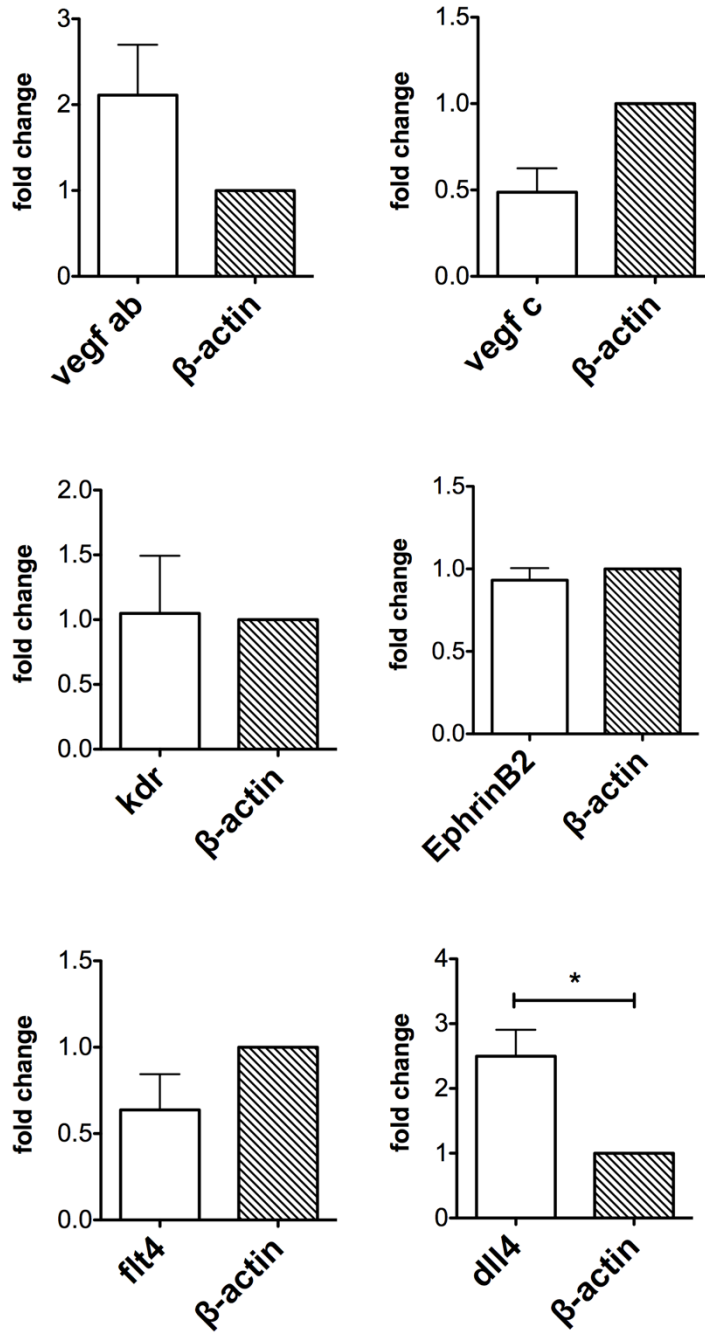 fold change
3
2
1
0
vegf ab
β-actin
fold change
1.5
1.0
0.5
0.0
vegf c
β-actin
fold change
2.0
1.5
1.0
0.5
0.0
kdr
β-actin
fold change
1.5
1.0
0.5
0.0
EphrinB2
β-actin
fold change
1.5
1.0
0.5
0.0
flt4
β-actin
fold change
4
3
2
1
0
*
dll4
β-actin